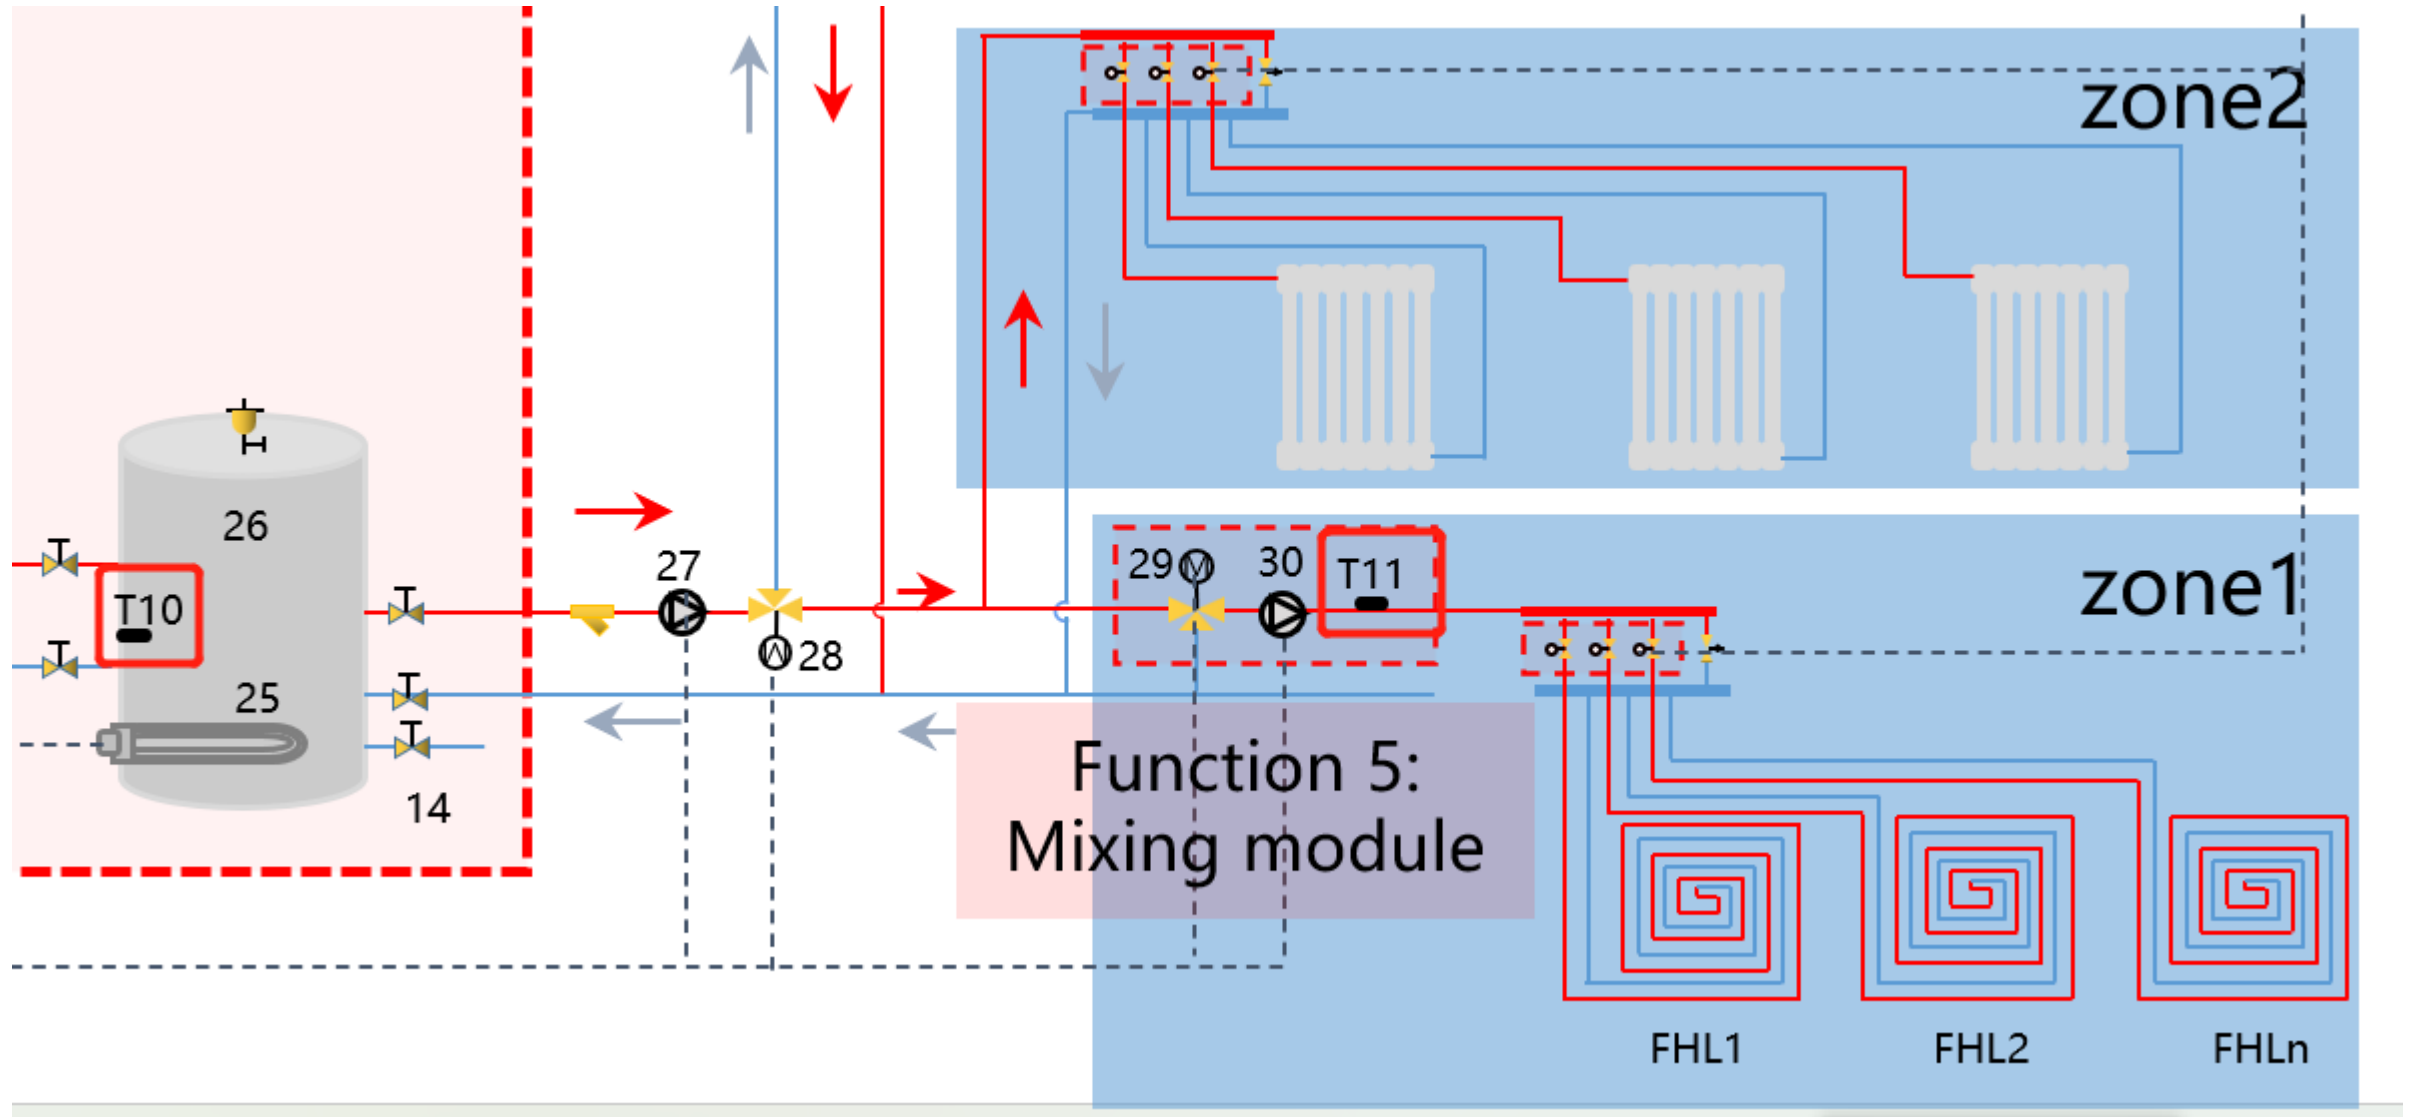 zone2
26
T10
25
14
27
28
29
30
T11
zone1
Function 5:
Mixing module
FHL1
FHL2
FHLn